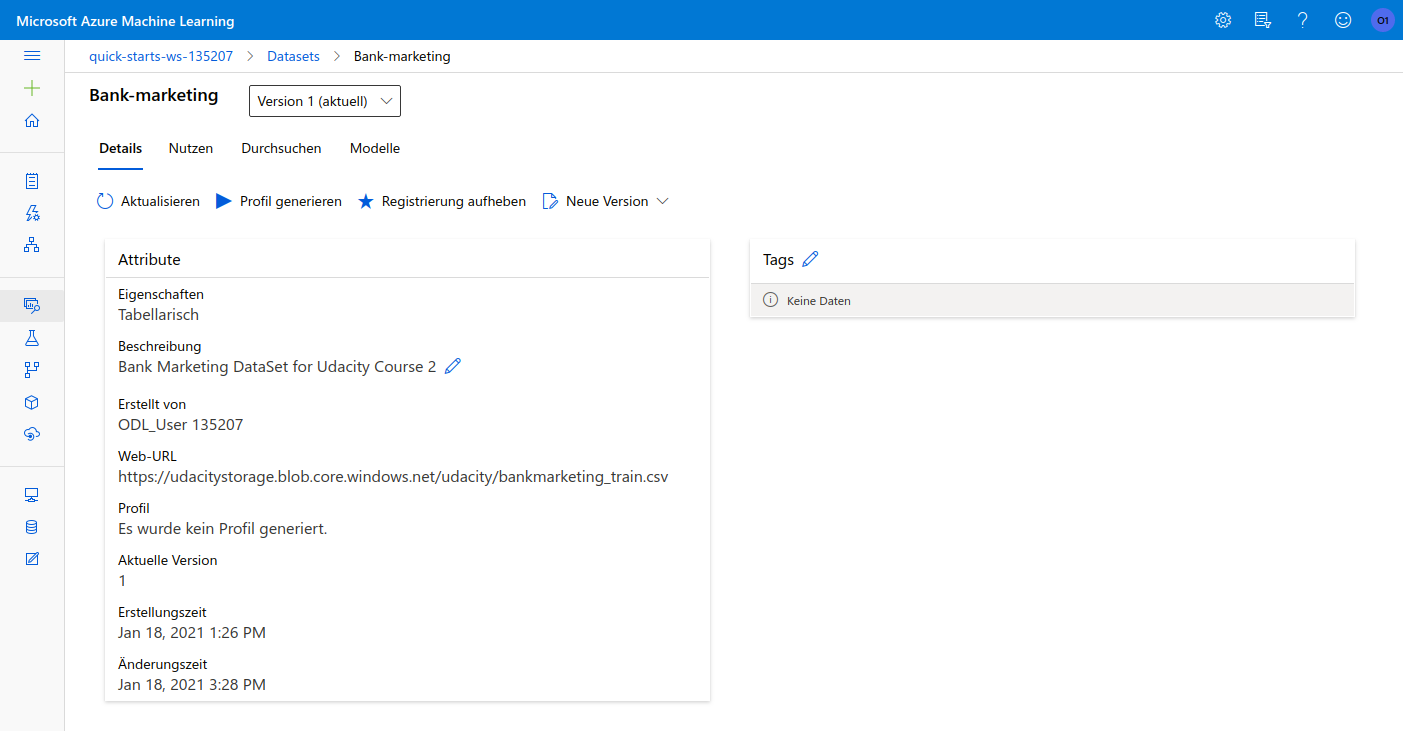 Microsoft Azure Machine Learning
O1
quick-starts-ws-135207 > Datasets > Bank-marketing
Bank-marketing
Version 1 (aktuell)
Details Nutzen Durchsuchen Modelle
Aktualisieren Profil generieren Registrierung aufheben Neue Version
Attribute
Eigenschaften
Tabellarisch
Beschreibung
Bank Marketing DataSet for Udacity Course 2
Erstellt von
ODL_User 135207
Web-URL
https://udacitystorage.blob.core.windows.net/udacity/bankmarketing_train.csv
Profil
Es wurde kein Profil generiert.
Aktuelle Version
1
Erstellungszeit
Jan 18, 2021 1:26 PM
Änderungszeit
Jan 18, 2021 3:28 PM
Tags
Keine Daten